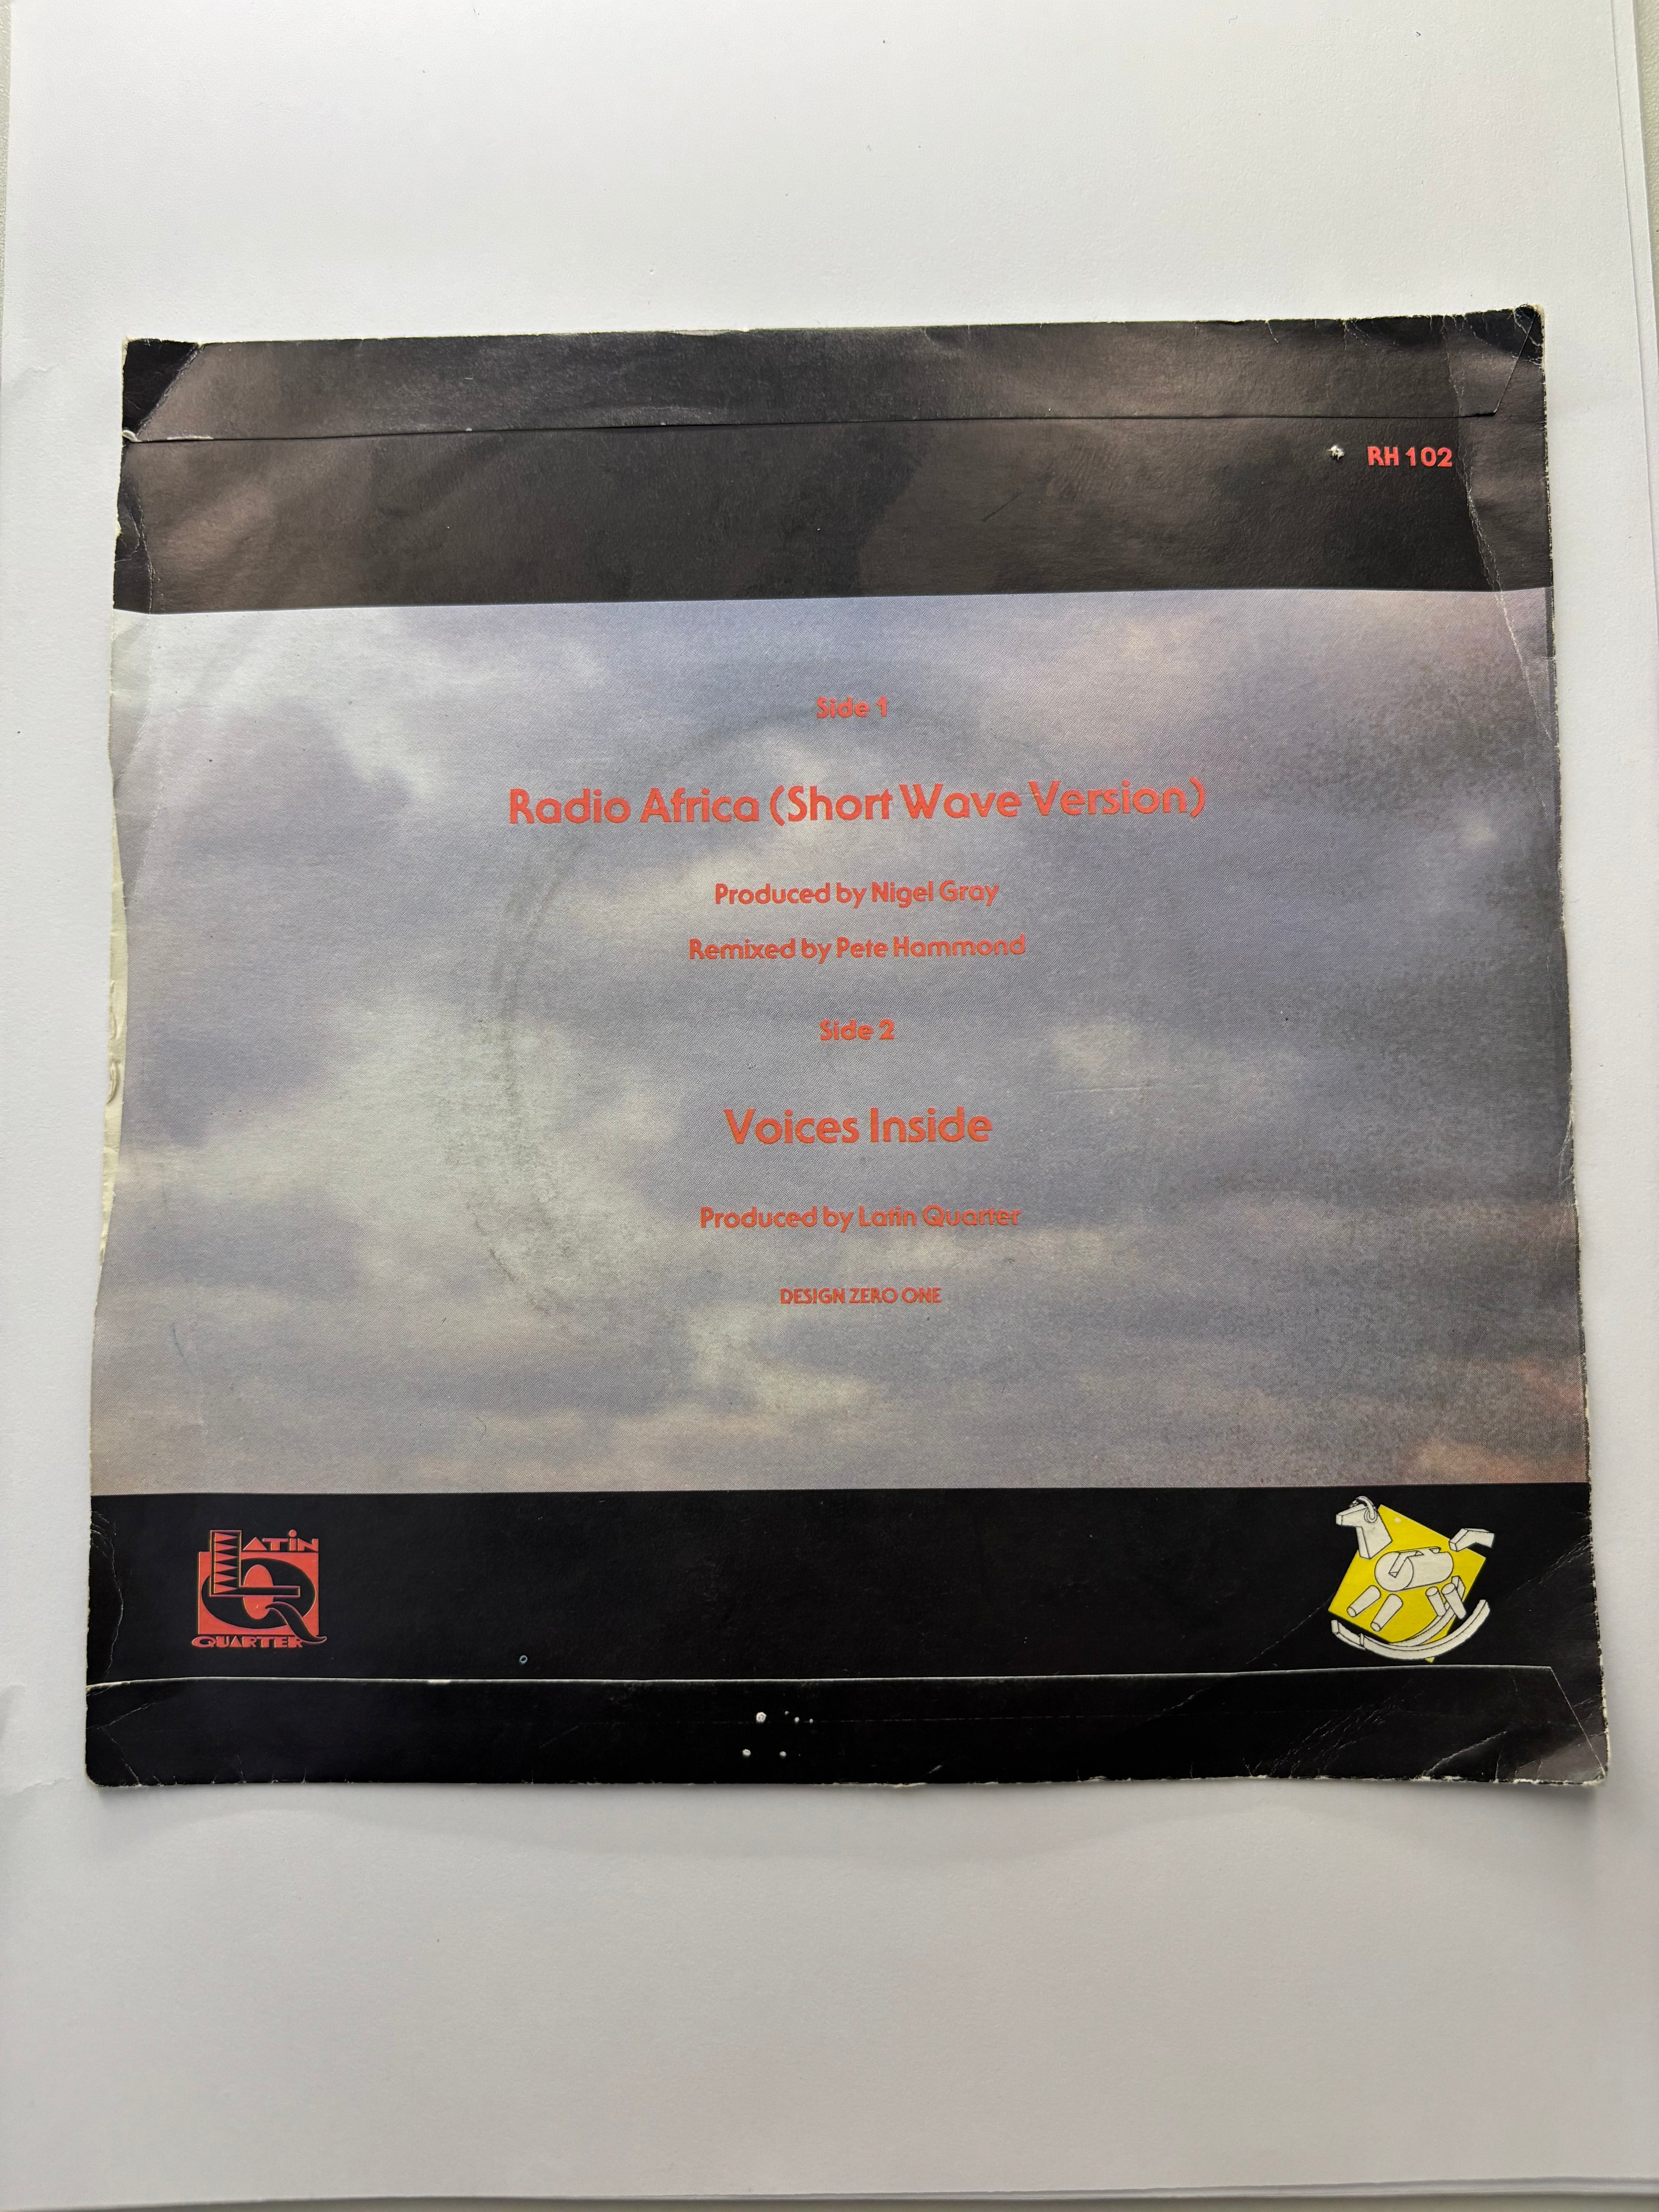 RH 102
Side 1
Radio Africa (Short Wave Version)
Produced by Nigel Gray
Remixed by Pete Hammond
Side 2
Voices Inside
Produced by Latin Quarter
DESIGN ZERO ONE
LATiN
QUARTER